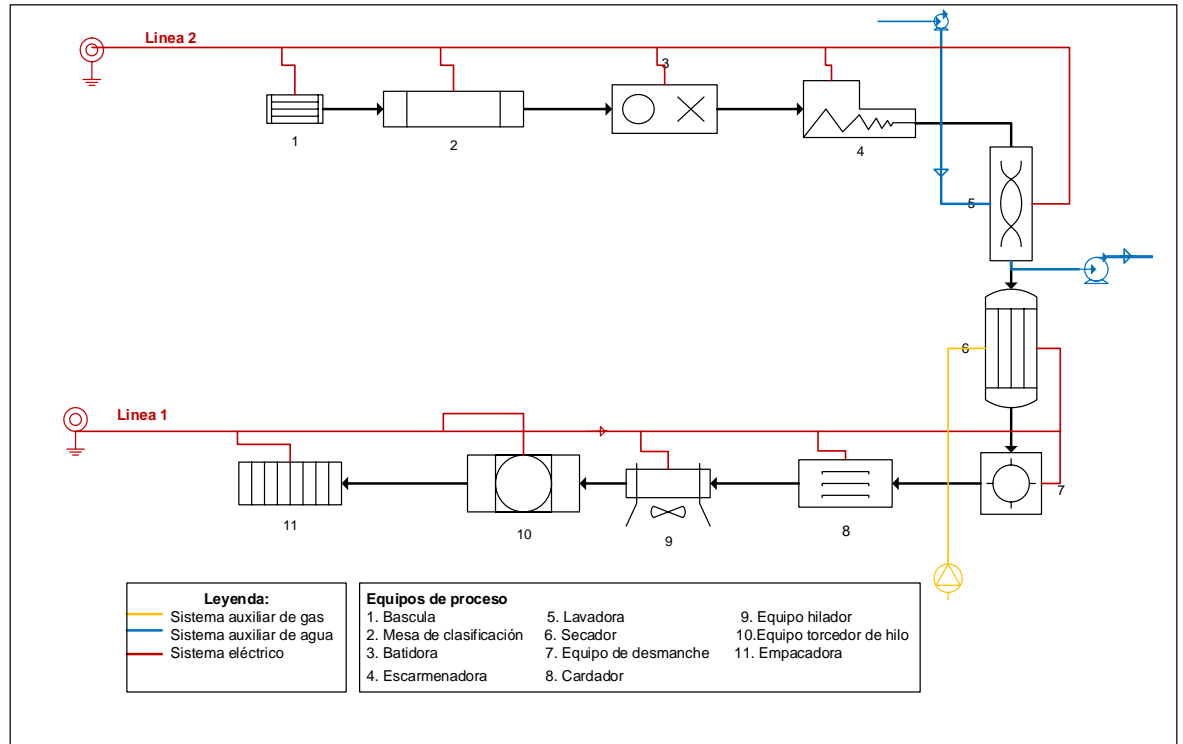 Linea 2
3
1
2
4
5
6
Linea 1
7
11
10
9
8
Leyenda:
Sistema auxiliar de gas
Sistema auxiliar de agua
Sistema eléctrico
Equipos de proceso
1. Bascula
2. Mesa de clasificación
3. Batidora
4. Escarmenadora
5. Lavadora
6. Secador
7. Equipo de desmanche
8. Cardador
9. Equipo hilador
10.Equipo torcedor de hilo
11. Empacadora